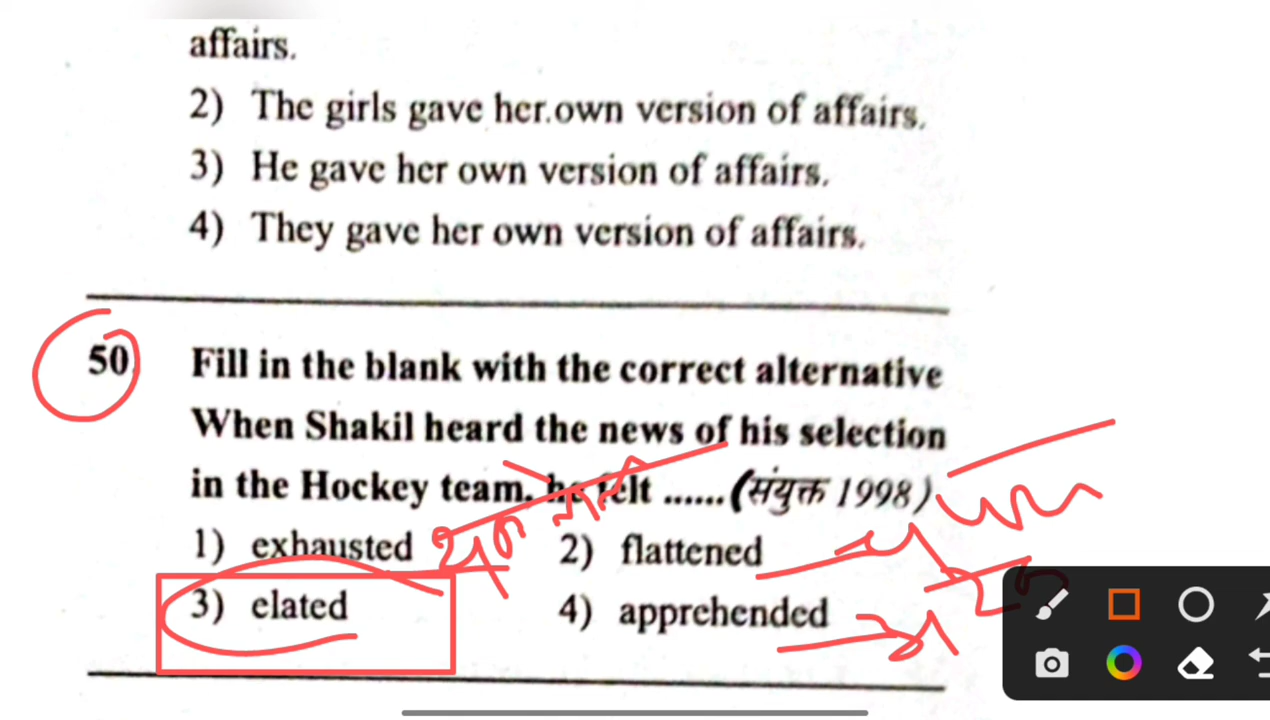 affairs.
2) The girls gave her.own version of affairs.
3) He gave her own version of affairs.
4) They gave her own version of affairs.
50 Fill in the blank with the correct alternative
When Shakil heard the news of his selection
in the Hockey team. he felt ......(संयुक्त 1998)
1) exhausted 2) flattened
3) elated 4) apprehended